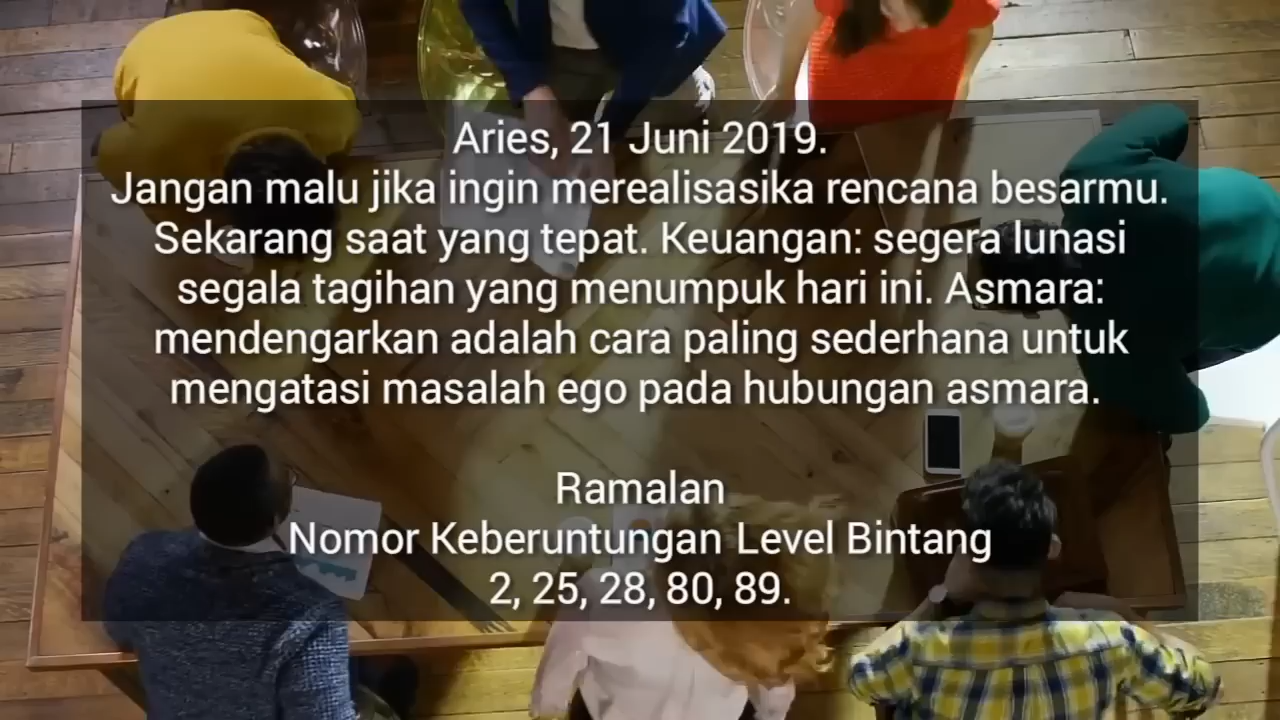 Aries, 21 Juni 2019.
Jangan malu jika ingin merealisasika rencana besarmu.
Sekarang saat yang tepat. Keuangan: segera lunasi
segala tagihan yang menumpuk hari ini. Asmara:
mendengarkan adalah cara paling sederhana untuk
mengatasi masalah ego pada hubungan asmara.
Ramalan
Nomor Keberuntungan Level Bintang
2, 25, 28, 80, 89.